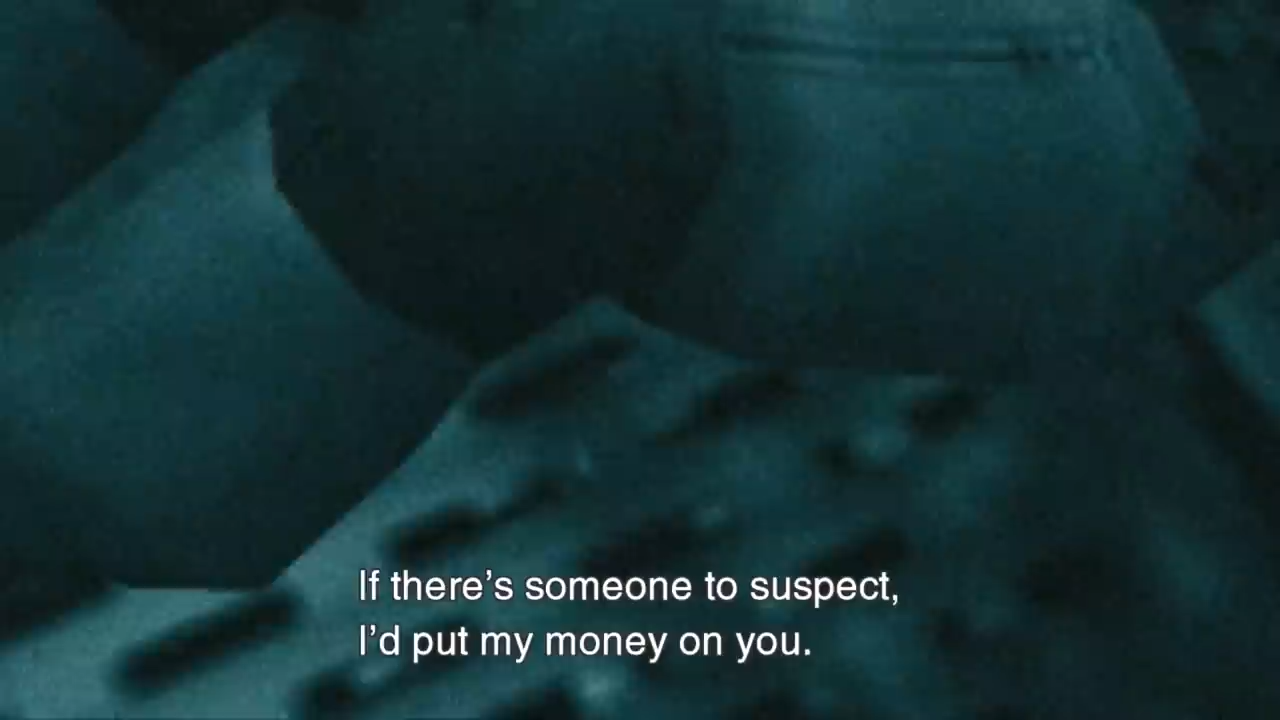 If there’s someone to suspect,
I’d put my money on you.